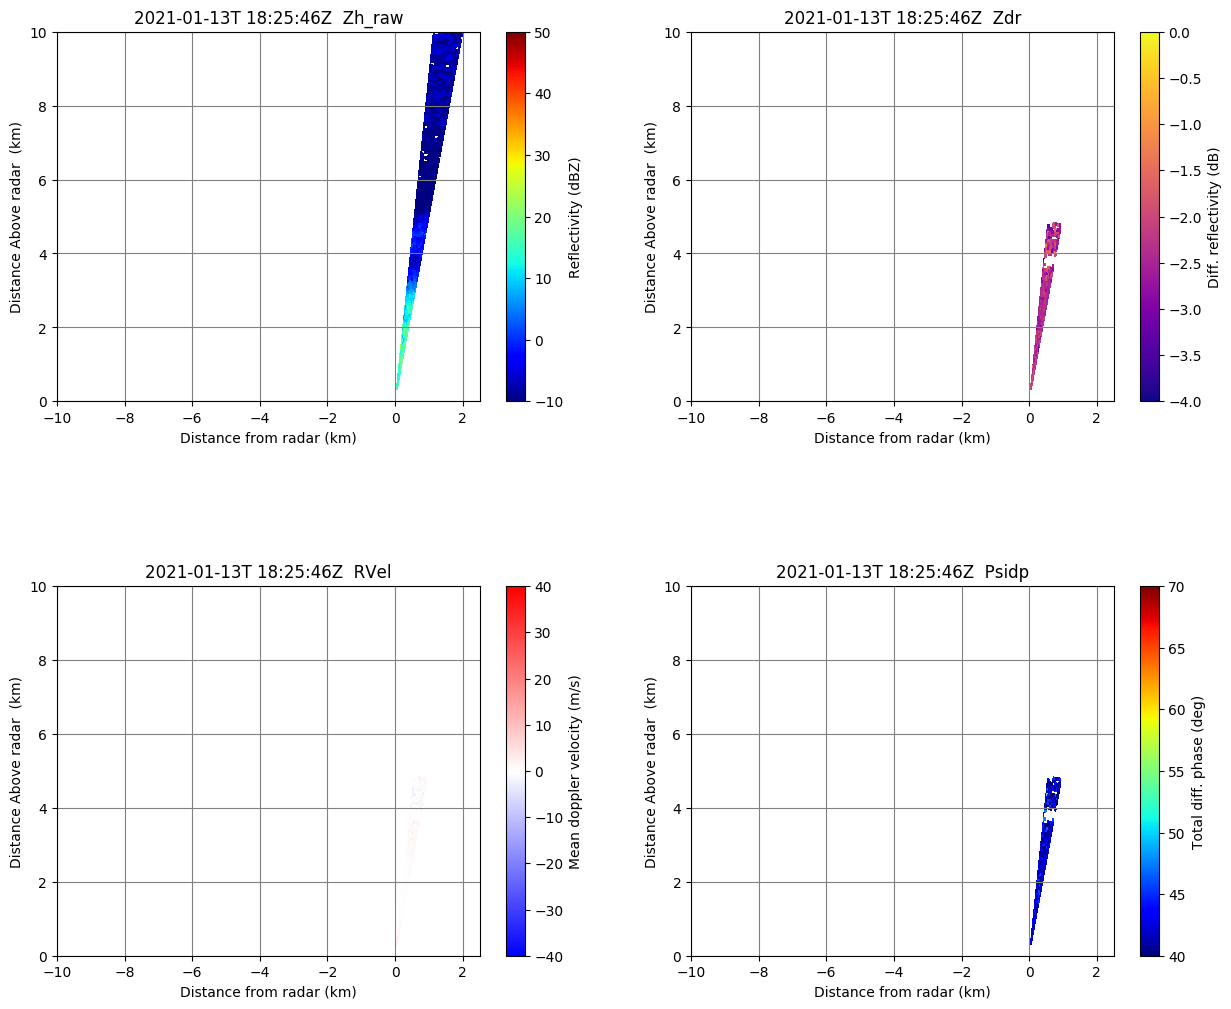 2021-01-13T 18:25:46Z  Zh_raw
10
8
6
4
2
0
Distance Above radar  (km)
−10 −8 −6 −4 −2 0 2
Distance from radar (km)
50
40
30
20
10
0
−10
Reflectivity (dBZ)
2021-01-13T 18:25:46Z  Zdr
10
8
6
4
2
0
Distance Above radar  (km)
−10 −8 −6 −4 −2 0 2
Distance from radar (km)
0.0
−0.5
−1.0
−1.5
−2.0
−2.5
−3.0
−3.5
−4.0
Diff. reflectivity (dB)
2021-01-13T 18:25:46Z  RVel
10
8
6
4
2
0
Distance Above radar  (km)
−10 −8 −6 −4 −2 0 2
Distance from radar (km)
40
30
20
10
0
−10
−20
−30
−40
Mean doppler velocity (m/s)
2021-01-13T 18:25:46Z  Psidp
10
8
6
4
2
0
Distance Above radar  (km)
−10 −8 −6 −4 −2 0 2
Distance from radar (km)
70
65
60
55
50
45
40
Total diff. phase (deg)